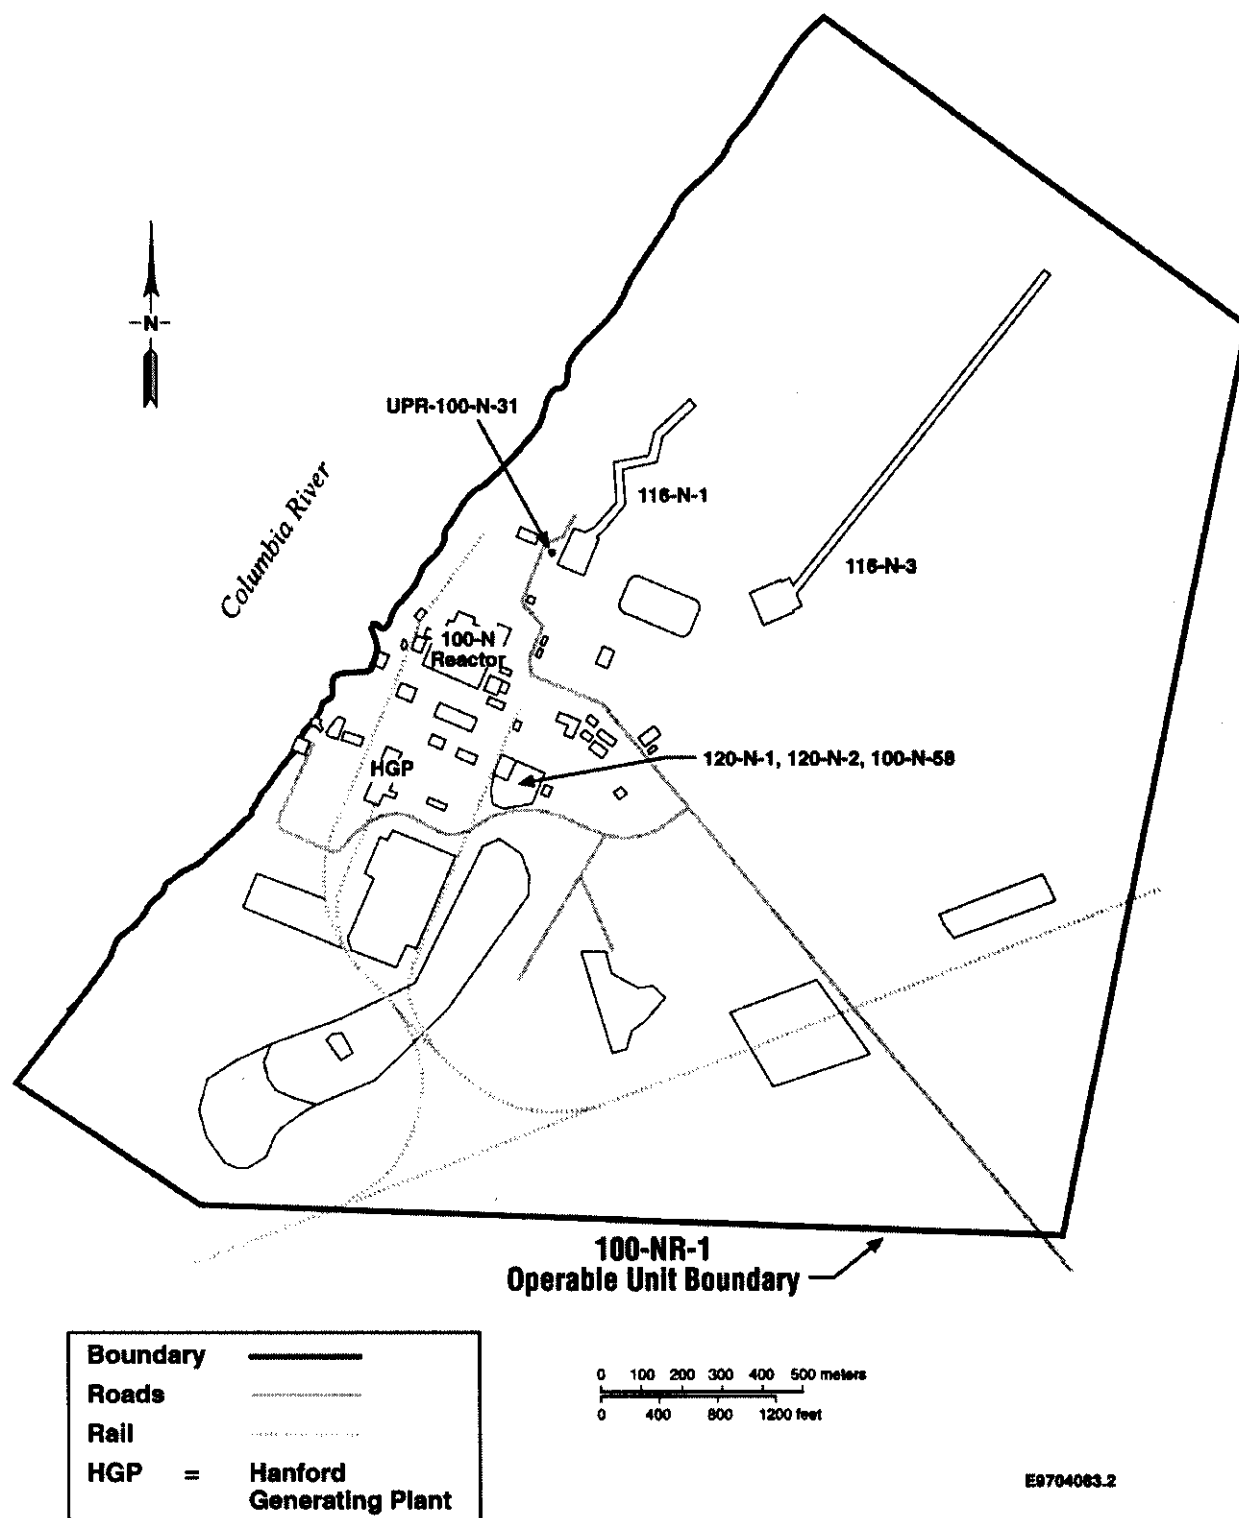 N
UPR-100-N-31
116-N-1
Columbia River
116-N-3
100-N
Reactor
120-N-1, 120-N-2, 100-N-58
HGP
100-NR-1
Operable Unit Boundary
Boundary
Roads
Rail
HGP = Hanford
Generating Plant
0 100 200 300 400 500 meters
0 400 800 1200 feet
E9704083.2